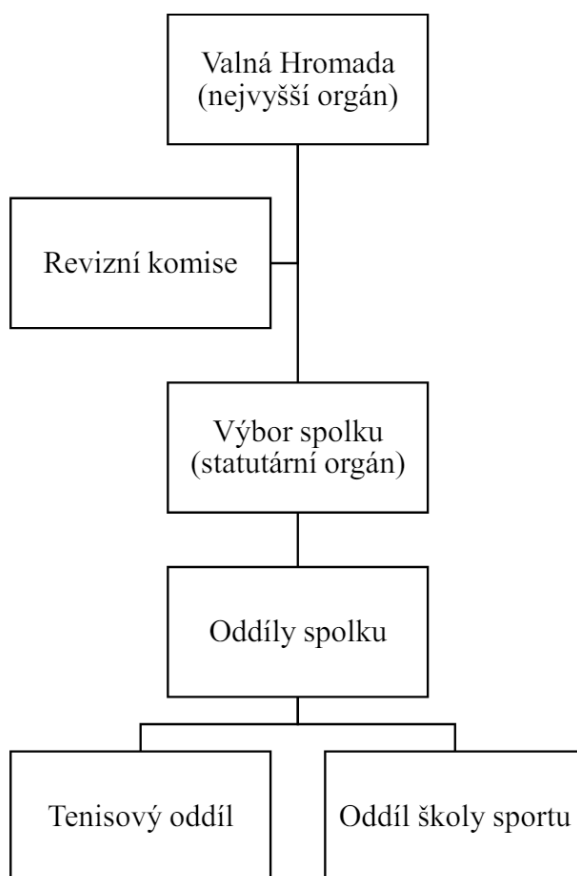 Valná Hromada
(nejvyšší orgán)
Revizní komise
Výbor spolku
(statutární orgán)
Oddíly spolku
Tenisový oddíl
Oddíl školy sportu